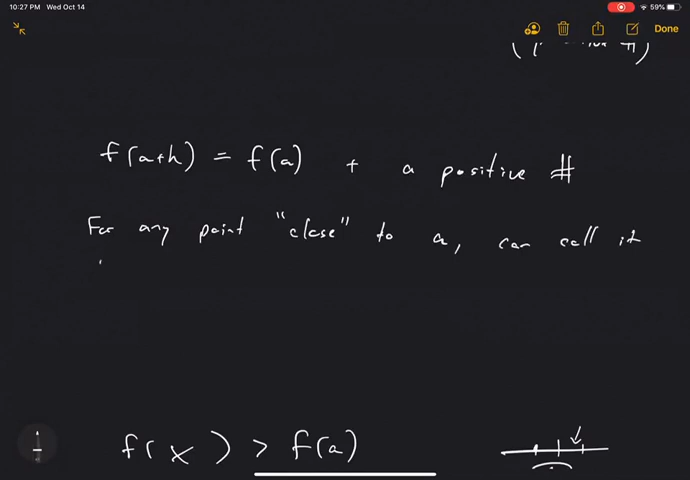 10:27 PM Wed Oct 14
59%
Done
f(a+h) = f(a) + a positive #
For any point "close" to a, can call it
f(x) > f(a)